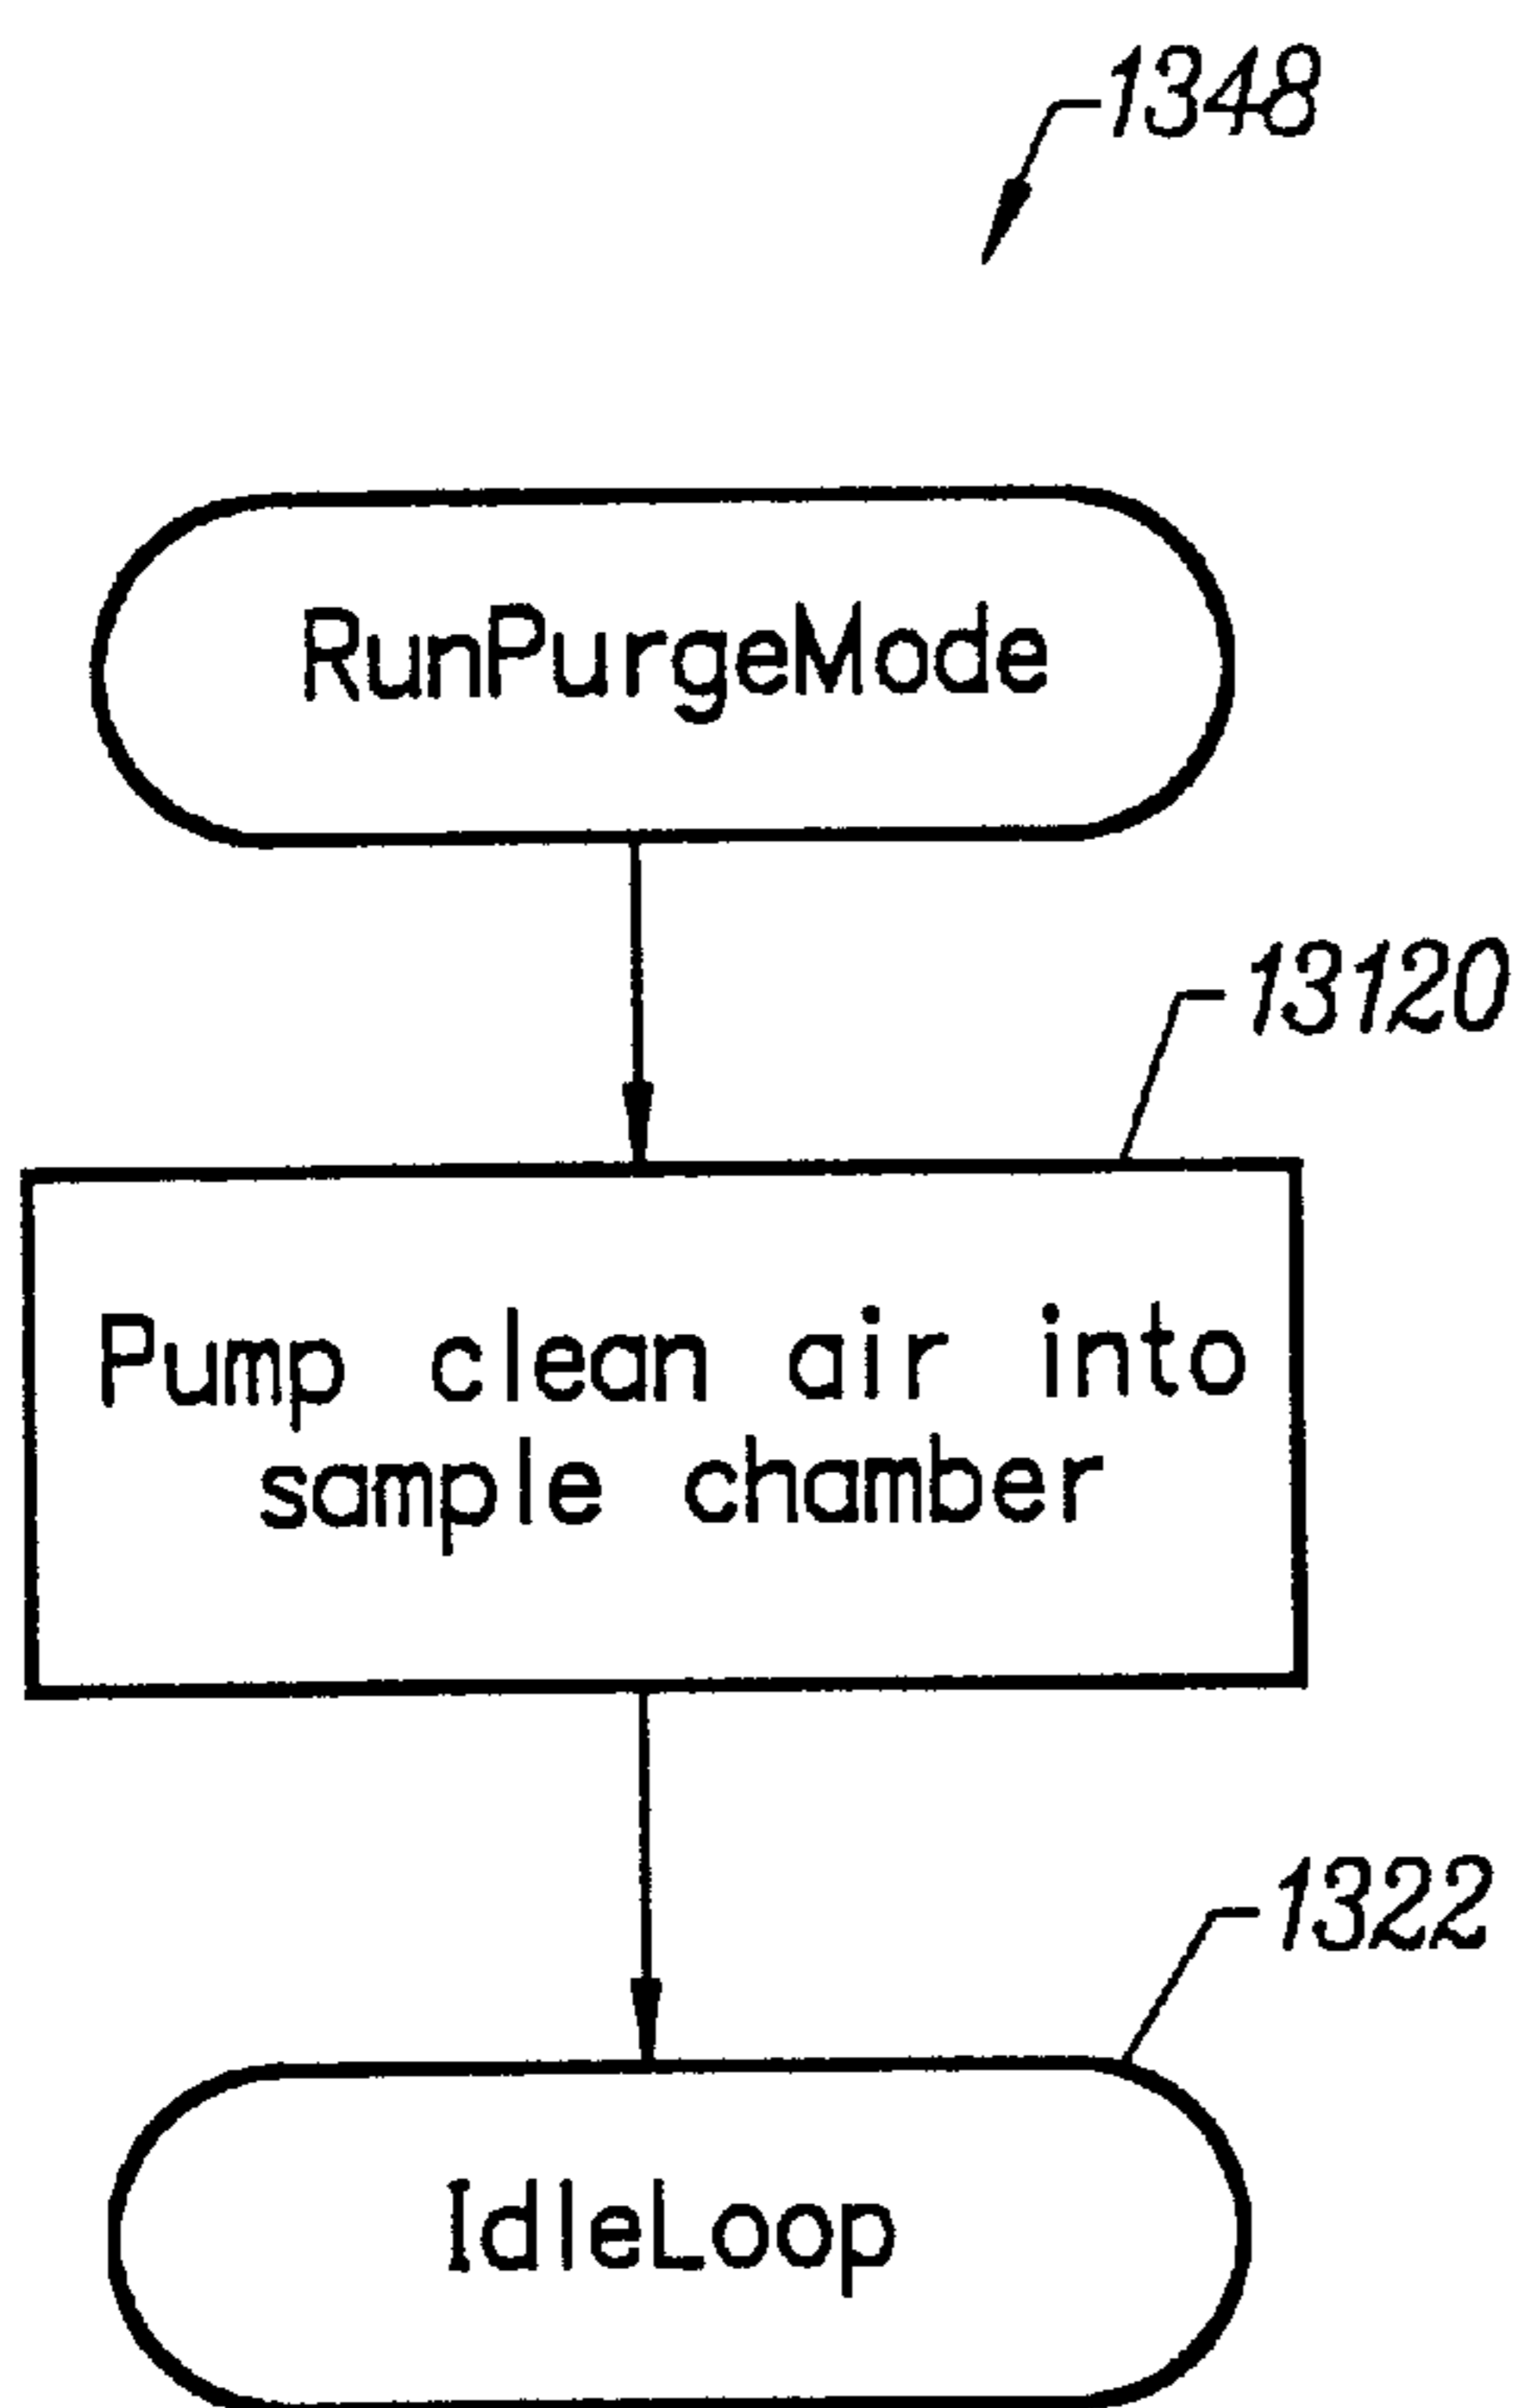 1348
RunPurgeMode
13120
Pump clean air into
sample chamber
1322
IdleLoop